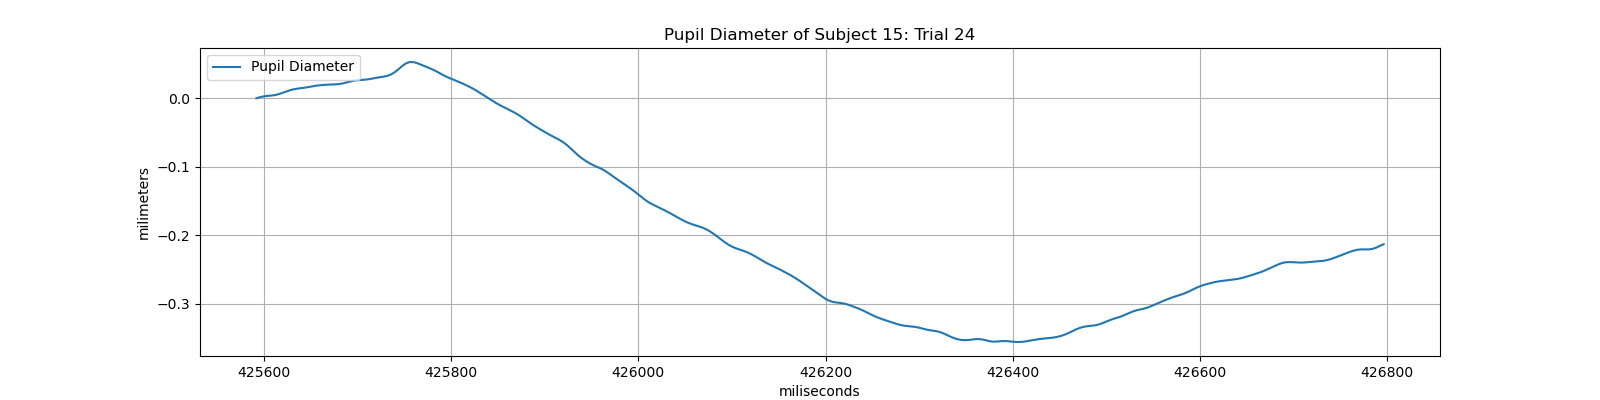 Pupil Diameter of Subject 15: Trial 24
Pupil Diameter
0.0
−0.1
−0.2
−0.3
milimeters
425600 425800 426000 426200 426400 426600 426800
miliseconds